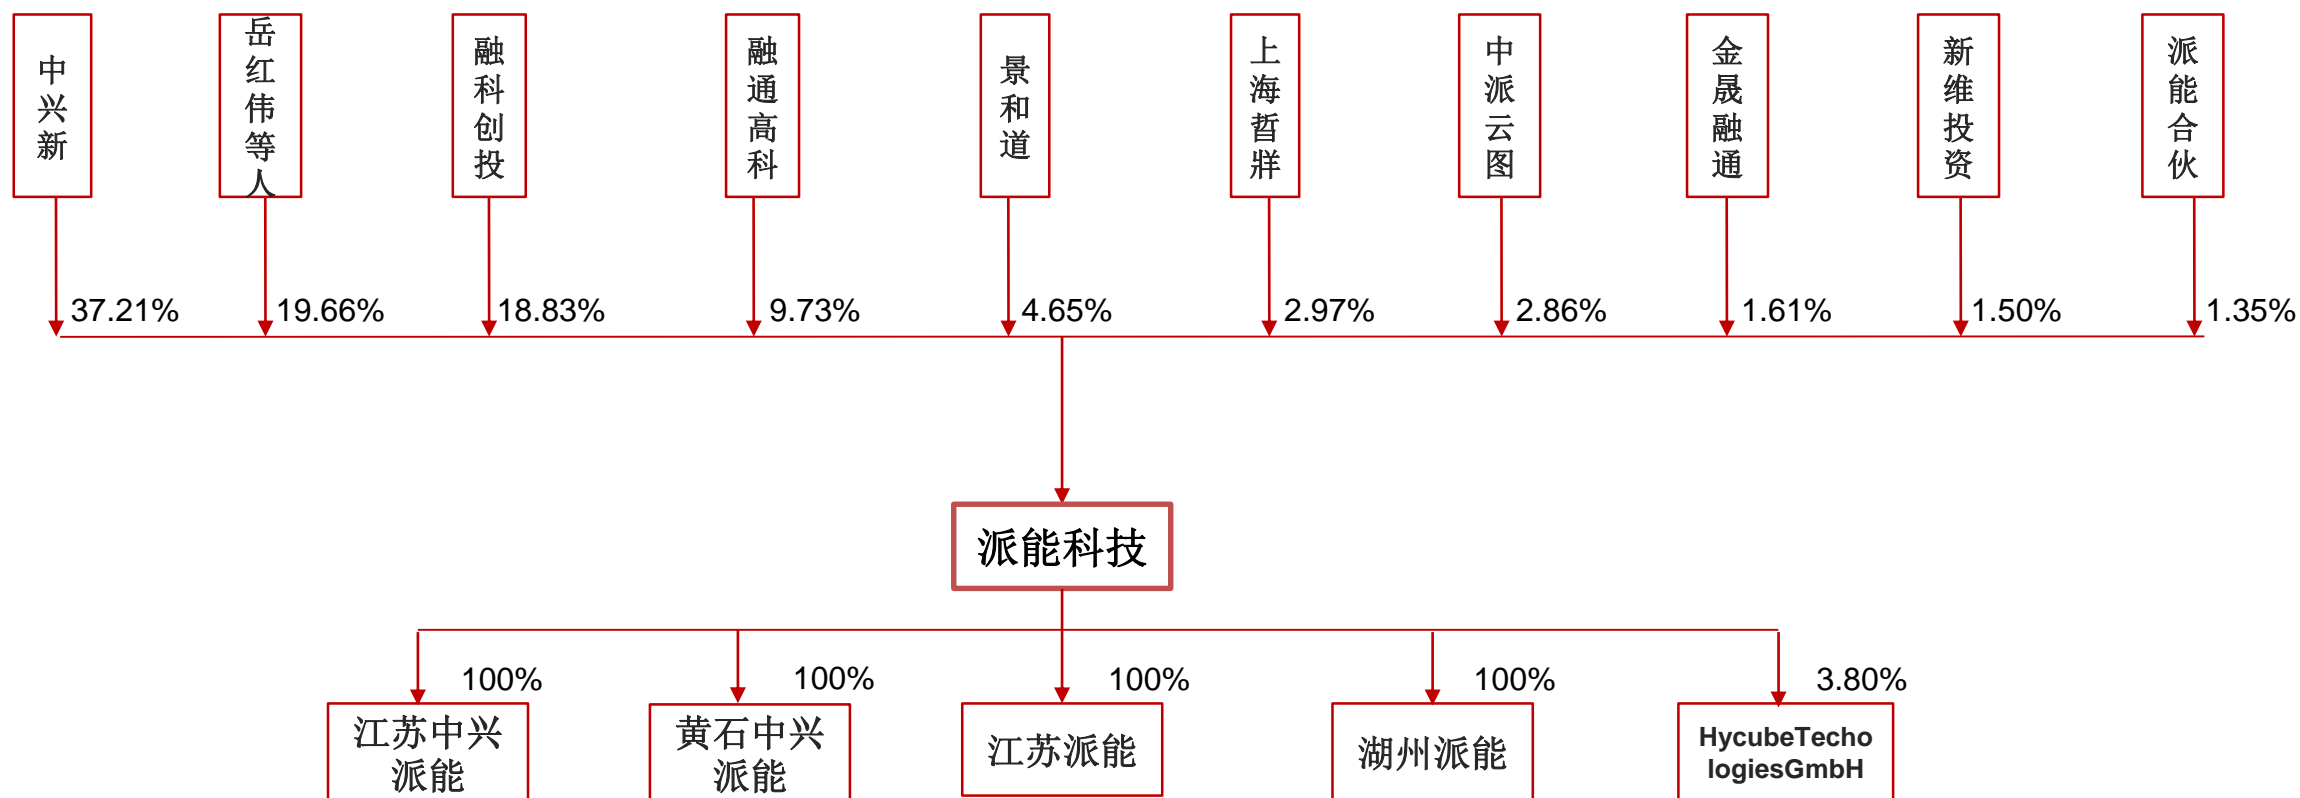 中兴新
岳红伟等人
融科创投
融通高科
景和道
上海哲牂
中派云图
金晟融通
新维投资
派能合伙
37.21%
19.66%
18.83%
9.73%
4.65%
2.97%
2.86%
1.61%
1.50%
1.35%
派能科技
100%
100%
100%
100%
3.80%
江苏中兴
派能
黄石中兴
派能
江苏派能
湖州派能
HycubeTecho
logiesGmbH